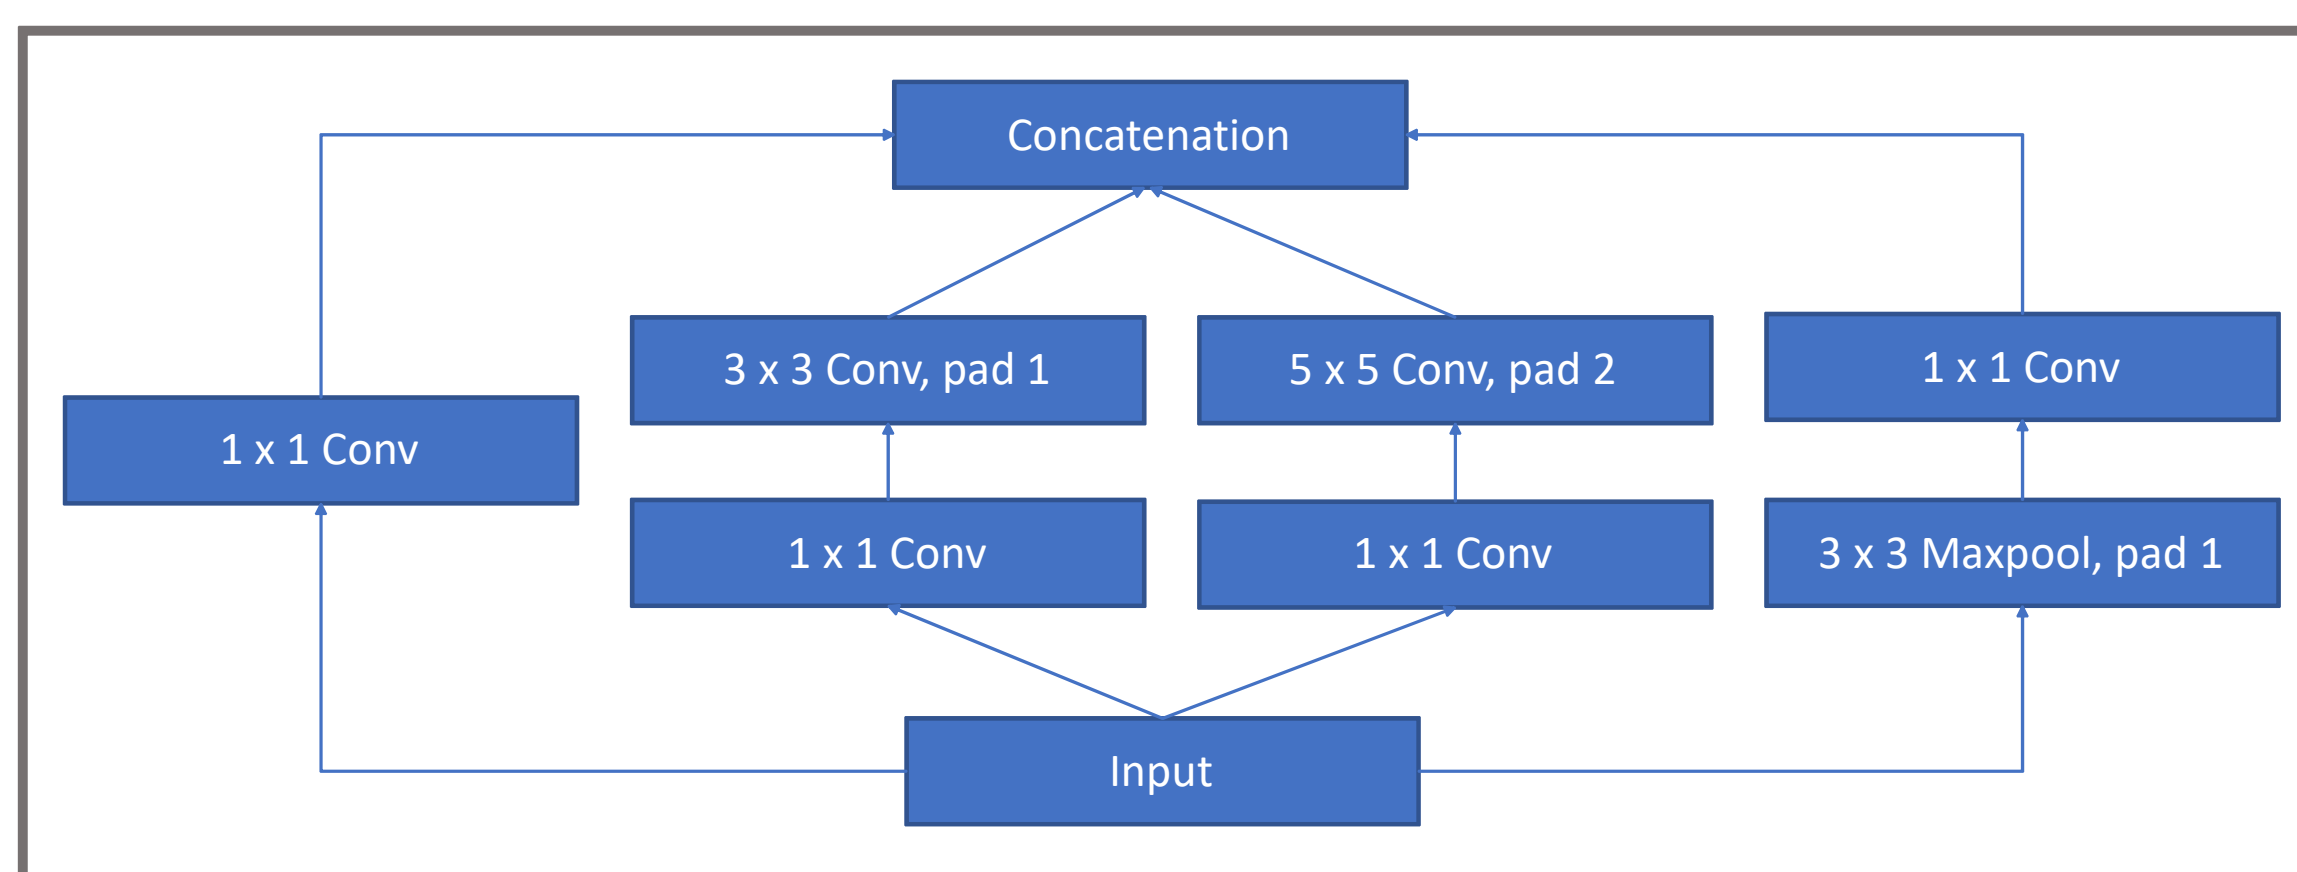 Concatenation
3 x 3 Conv, pad 1
5 x 5 Conv, pad 2
1 x 1 Conv
1 x 1 Conv
1 x 1 Conv
1 x 1 Conv
3 x 3 Maxpool, pad 1
Input